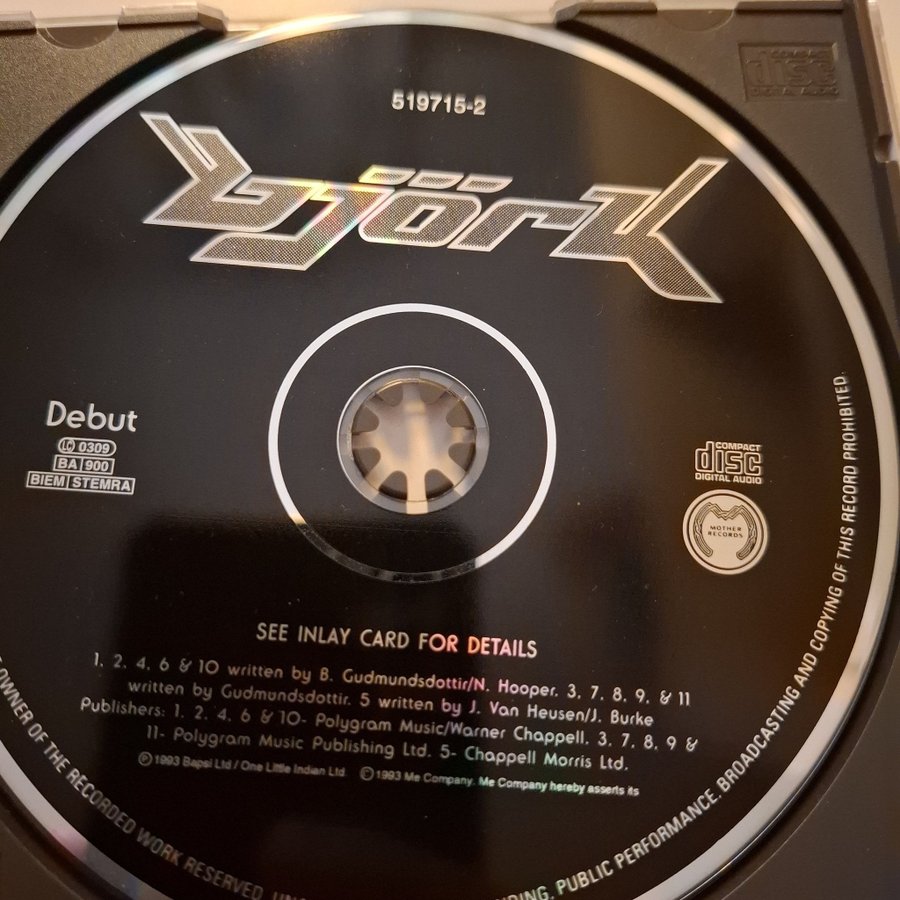 519715-2
björk
COMPACT
disc
DIGITAL AUDIO
Debut
LC 0309
BA 900
BIEM STEMRA
COMPACT
disc
DIGITAL AUDIO
MOTHER
RECORDS
SEE INLAY CARD FOR DETAILS
1. 2. 4. 6 & 10 written by B. Gudmundsdottir/N. Hooper. 3, 7. 8. 9. & 11
written by Gudmundsdottir. 5 written by J. Van Heusen/J. Burke
Publishers: 1. 2. 4. 6 & 10- Polygram Music/Warner Chappell. 3. 7. 8. 9 &
11- Polygram Music Publishing Ltd. 5- Chappell Morris Ltd.
Ⓟ1993 Bapsi Ltd / One Little Indian Ltd. ©1993 Me Company. Me Company hereby asserts its
OWNER OF THE RECORDED WORK RESERVED.
PUBLIC PERFORMANCE. BROADCASTING AND COPYING OF THIS RECORD PROHIBITED.